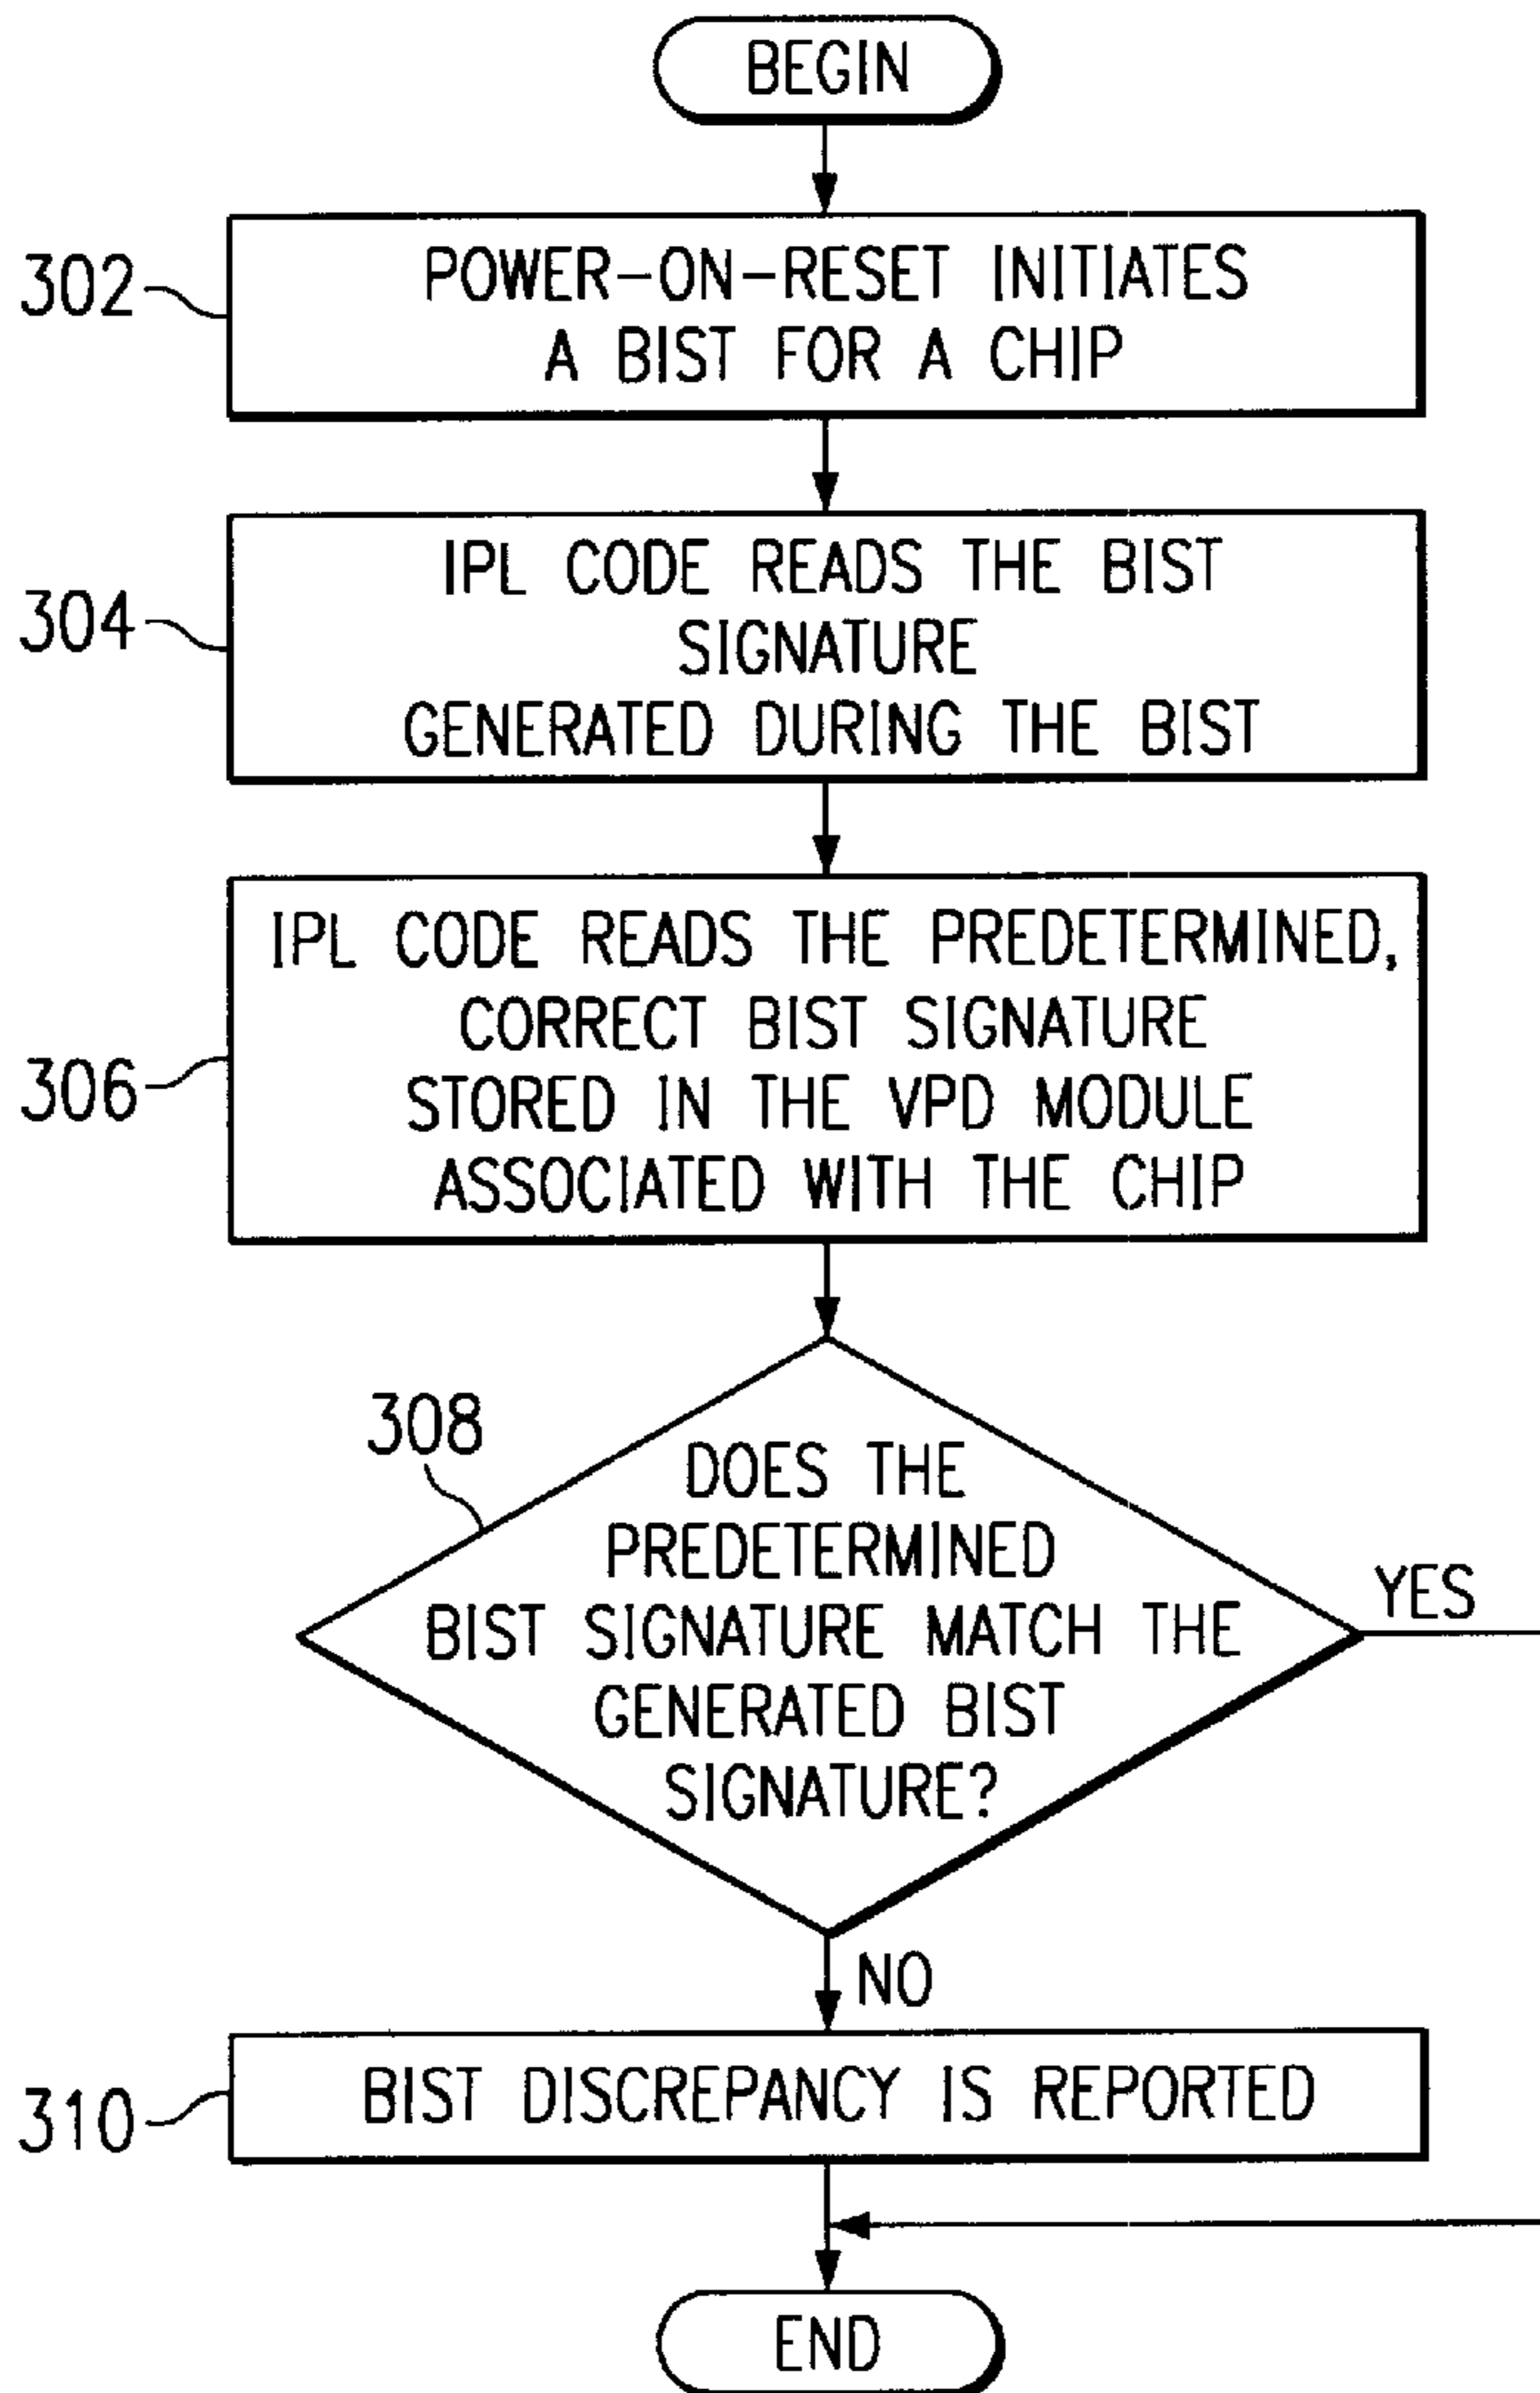 BEGIN
302
POWER-ON-RESET INITIATES
A BIST FOR A CHIP
304
IPL CODE READS THE BIST
SIGNATURE
GENERATED DURING THE BIST
306
IPL CODE READS THE PREDETERMINED,
CORRECT BIST SIGNATURE
STORED IN THE VPD MODULE
ASSOCIATED WITH THE CHIP
308
DOES THE
PREDETERMINED
BIST SIGNATURE MATCH THE
GENERATED BIST
SIGNATURE?
YES
NO
310
BIST DISCREPANCY IS REPORTED
END